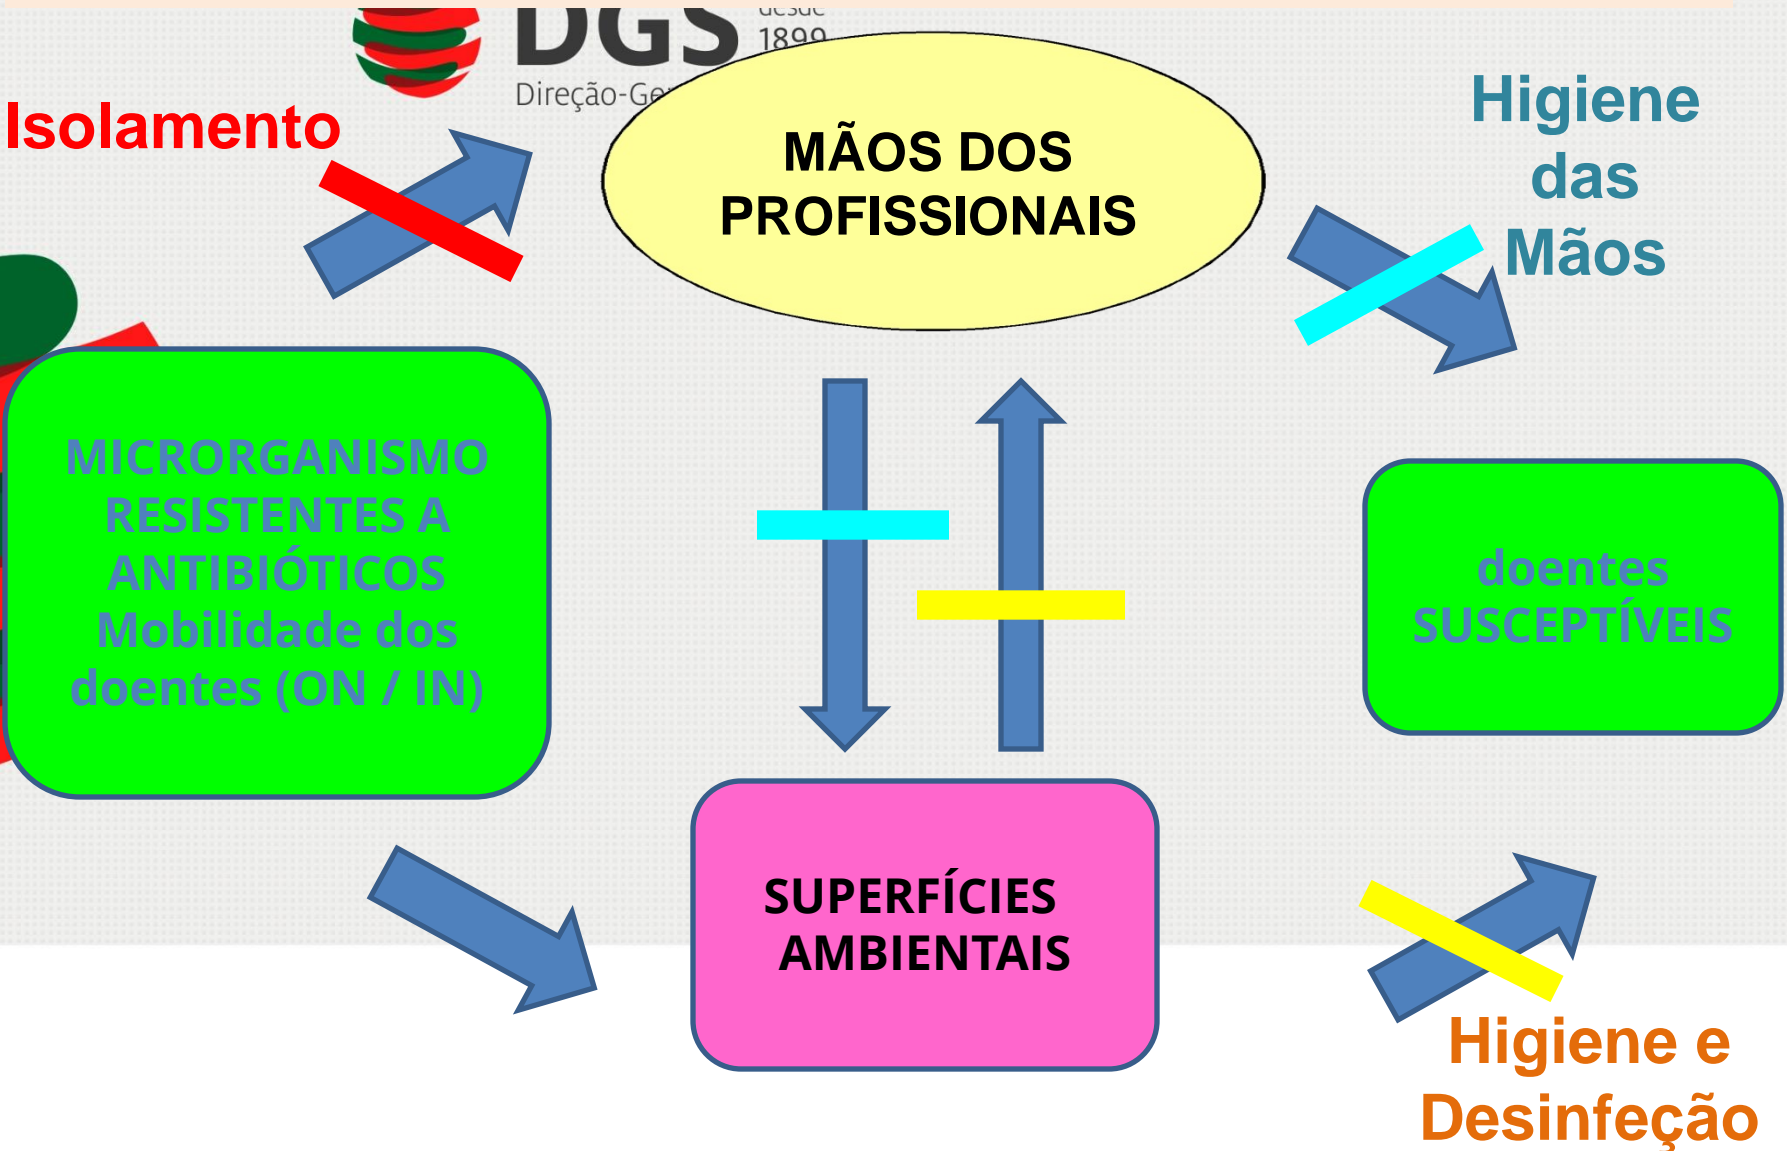 DGS
desde
1899
Direção-Ge
Isolamento
MÃOS DOS
PROFISSIONAIS
Higiene
das
Mãos
MICRORGANISMO
RESISTENTES A
ANTIBIÓTICOS
Mobilidade dos
doentes (ON / IN)
doentes
SUSCEPTÍVEIS
SUPERFÍCIES
AMBIENTAIS
Higiene e
Desinfeção